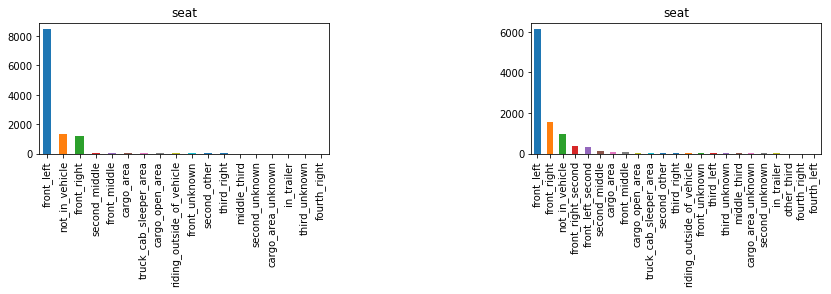 seat
8000
6000
4000
2000
0
front_left
not_in_vehicle
front_right
second_middle
front_middle
cargo_area
truck_cab_sleeper_area
cargo_open_area
riding_outside_of_vehicle
front_unknown
second_other
third_right
middle_third
second_unknown
cargo_area_unknown
in_trailer
third_unknown
fourth_right
seat
6000
4000
2000
0
front_left
front_right
not_in_vehicle
front_right_second
front_left_second
second_middle
cargo_area
front_middle
cargo_open_area
truck_cab_sleeper_area
second_other
third_right
riding_outside_of_vehicle
front_unknown
third_left
third_unknown
middle_third
cargo_area_unknown
second_unknown
in_trailer
other_third
fourth_right
fourth_left